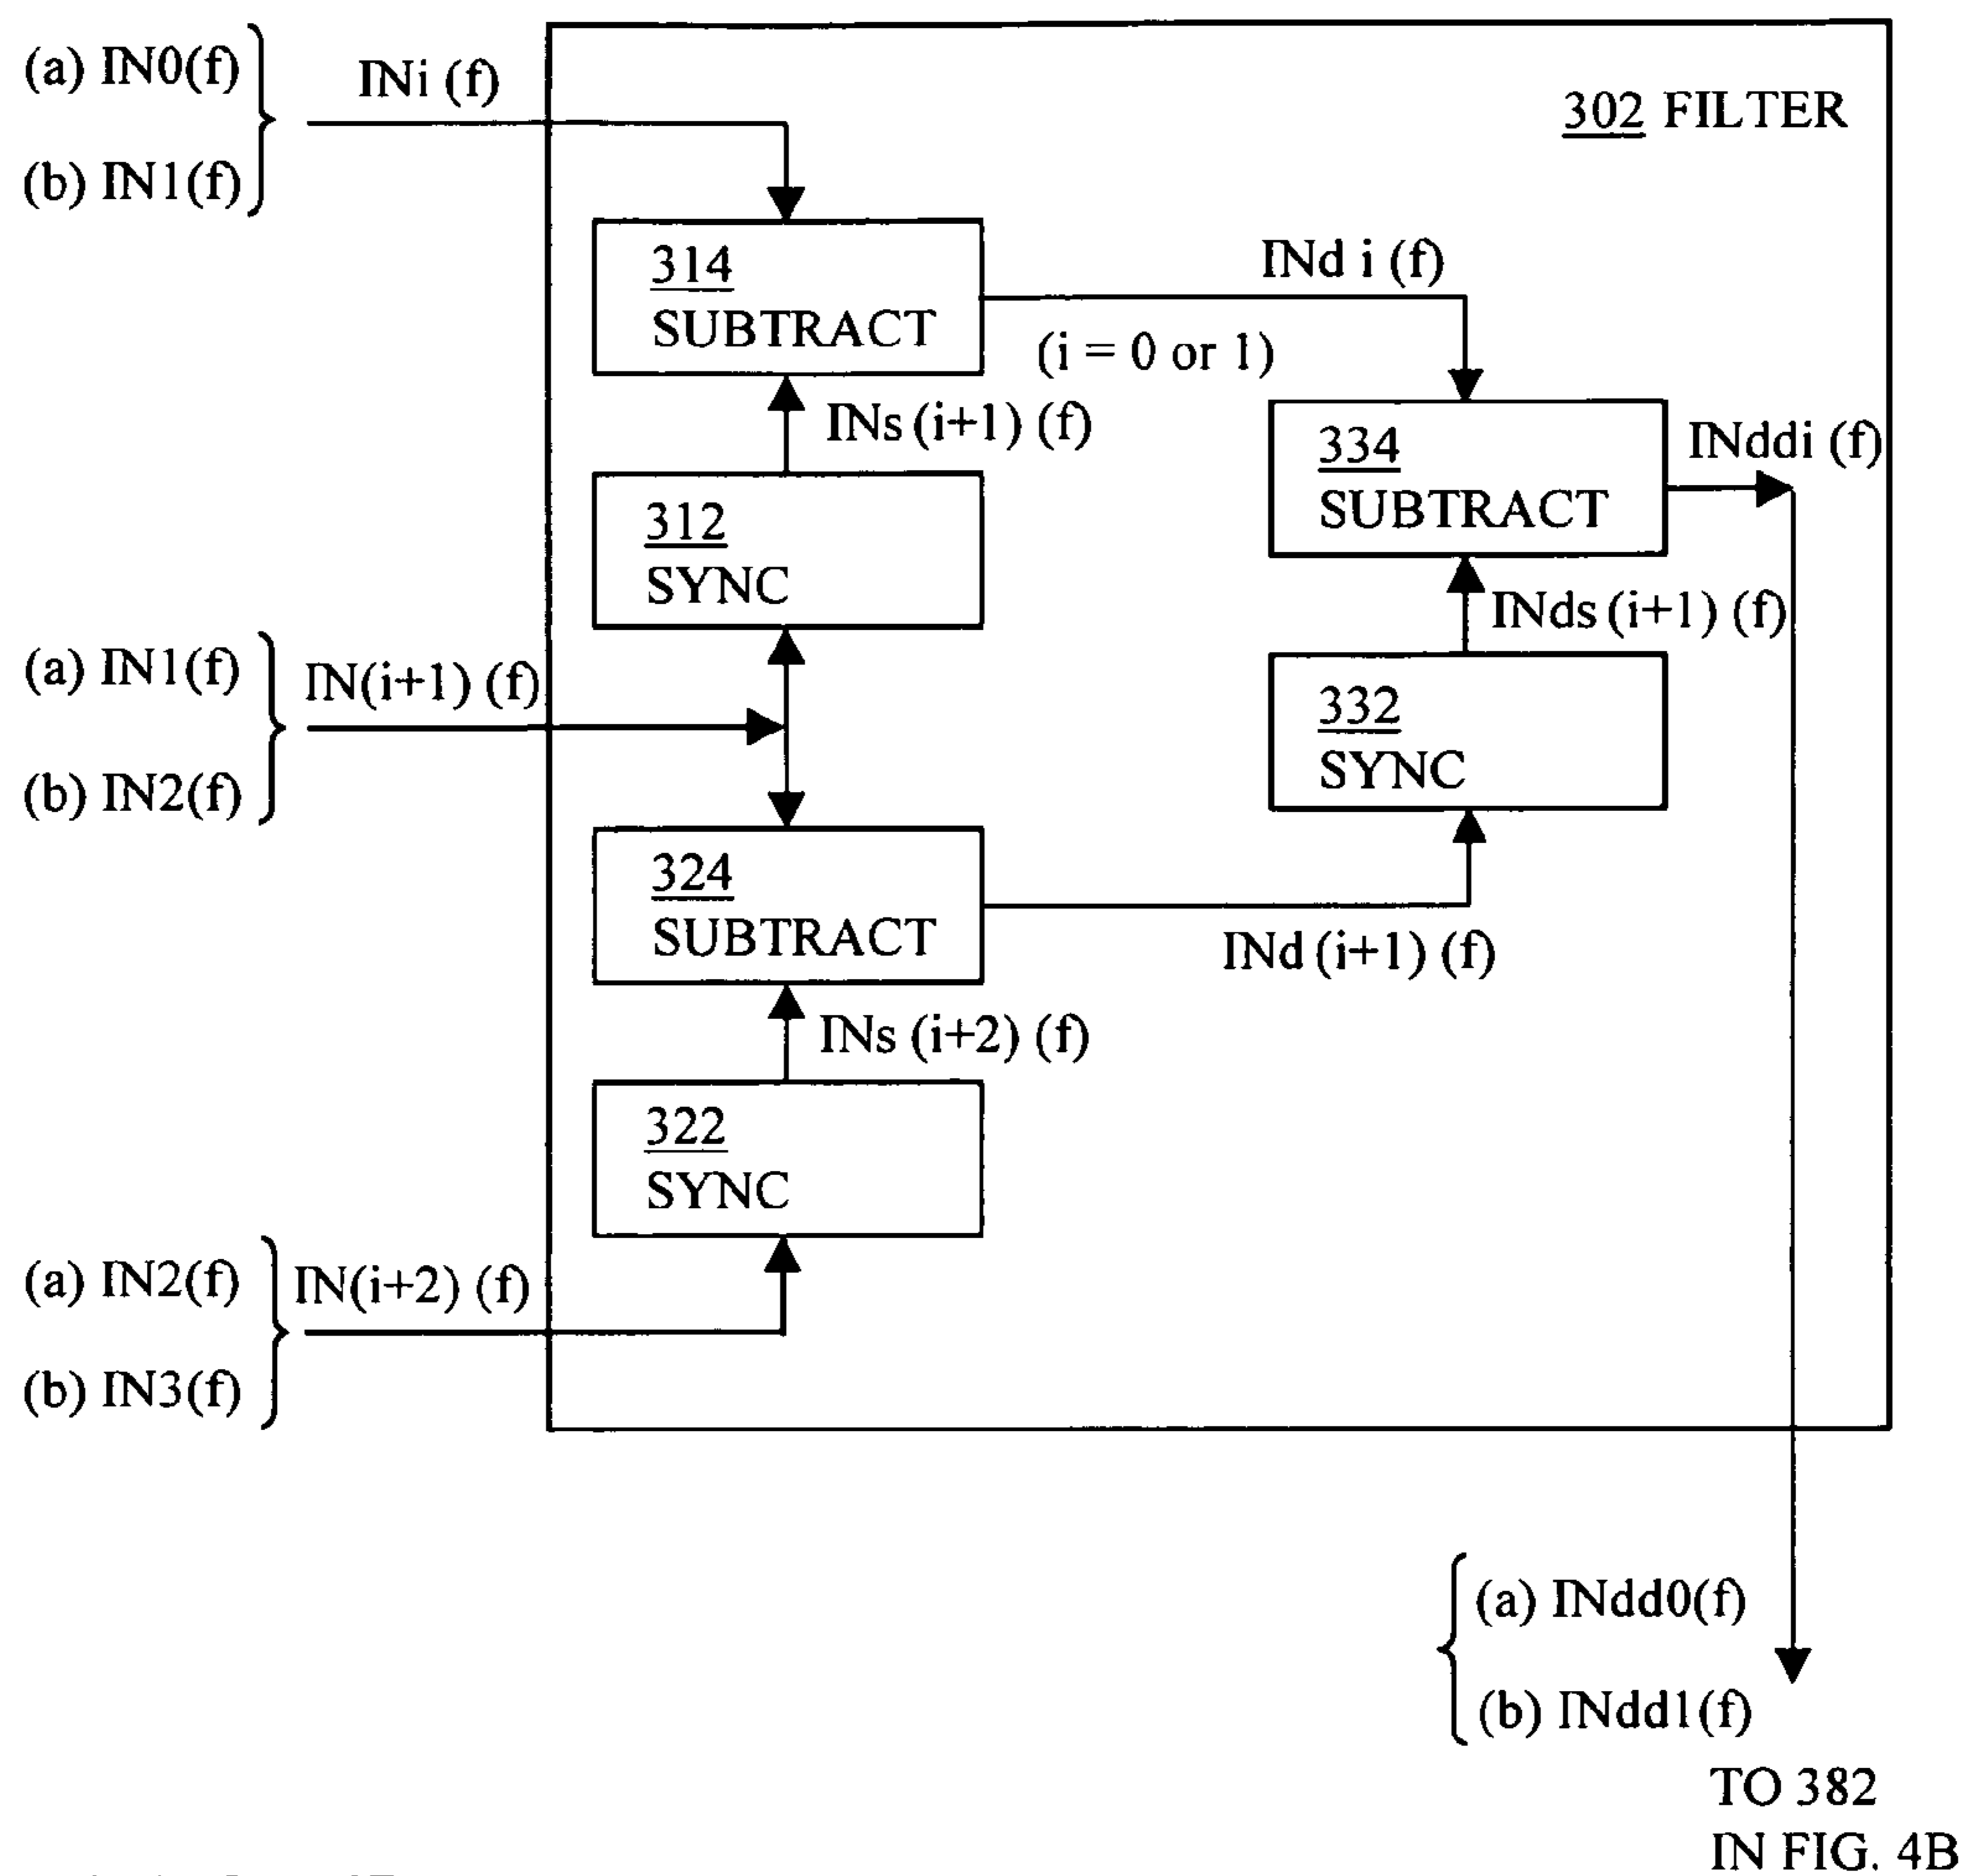 (a) IN0(f)
INi (f)
(b) IN1(f)
302 FILTER
314
SUBTRACT
INd i (f)
(i = 0 or 1)
INs (i+1) (f)
312
SYNC
334
SUBTRACT
INddi (f)
INds (i+1) (f)
(a) IN1(f)
IN(i+1) (f)
(b) IN2(f)
332
SYNC
324
SUBTRACT
INd (i+1) (f)
INs (i+2) (f)
322
SYNC
(a) IN2(f)
IN(i+2) (f)
(b) IN3(f)
(a) INdd0(f)
(b) INdd1(f)
TO 382
IN FIG. 4B